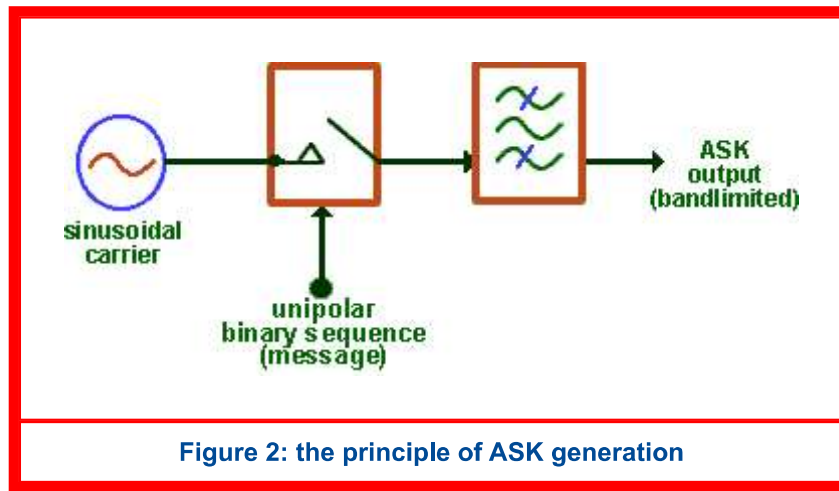 sinusoidal
carrier
unipolar
binary sequence
(message)
ASK
output
(bandlimited)
Figure 2: the principle of ASK generation